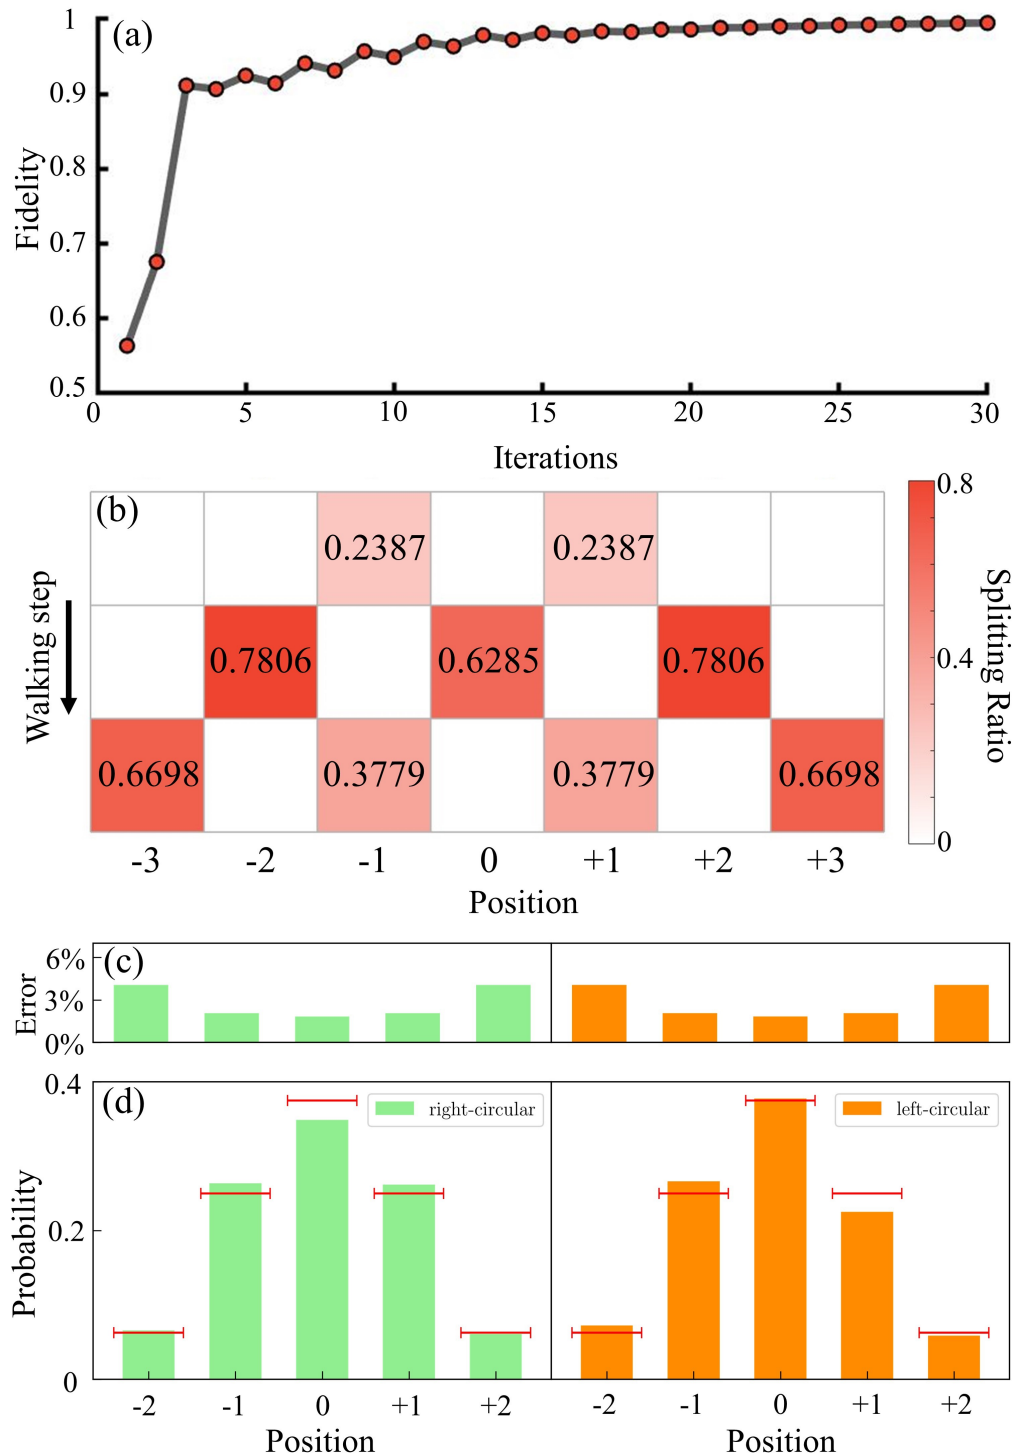 (a)
Fidelity
1
0.9
0.8
0.7
0.6
0.5
0 5 10 15 20 25 30
Iterations
(b)
Walking step
0.2387 0.2387
0.7806 0.6285 0.7806
0.6698 0.3779 0.3779 0.6698
-3 -2 -1 0 +1 +2 +3
Position
0.8
0.4
0
Splitting Ratio
(c)
Error
6%
3%
0%
(d)
Probability
0.4
0.2
0
right-circular
left-circular
-2 -1 0 +1 +2 -2 -1 0 +1 +2
Position Position